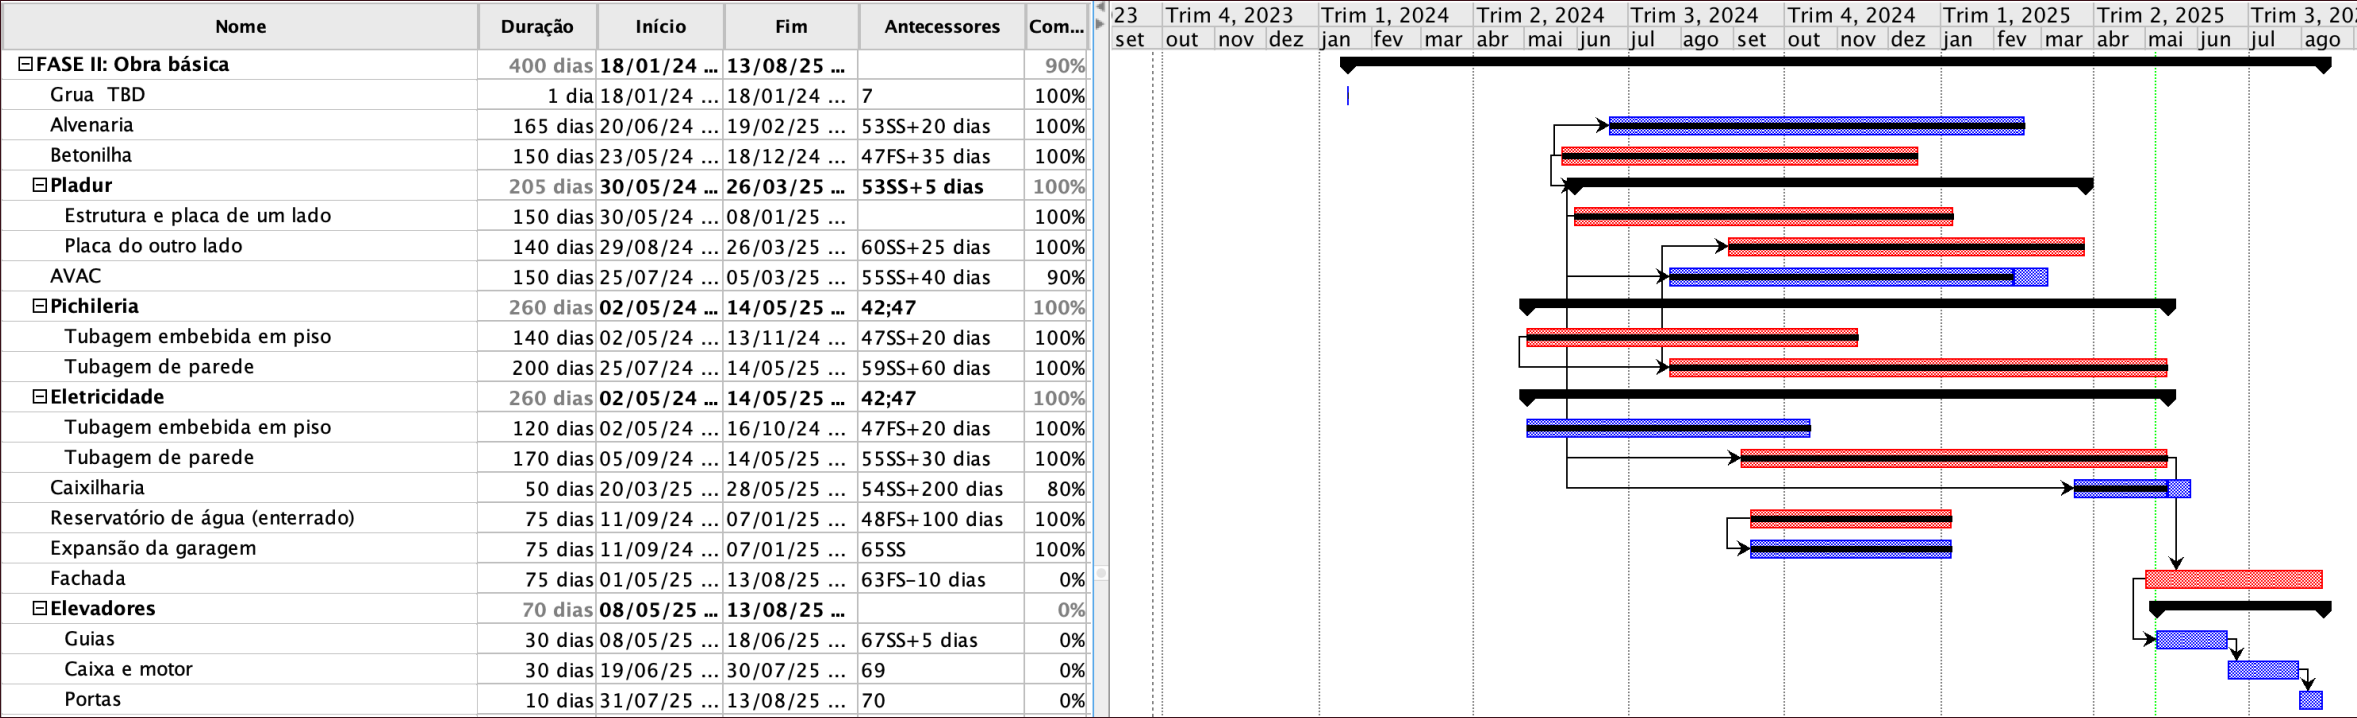 Nome Duração Início Fim Antecessores Com...
23 Trim 4, 2023 Trim 1, 2024 Trim 2, 2024 Trim 3, 2024 Trim 4, 2024 Trim 1, 2025 Trim 2, 2025 Trim 3, 202
set out nov dez jan fev mar abr mai jun jul ago set out nov dez jan fev mar abr mai jun jul ago
FASE II: Obra básica 400 dias 18/01/24 ... 13/08/25 ... 90%
Grua TBD 1 dia 18/01/24 ... 18/01/24 ... 7 100%
Alvenaria 165 dias 20/06/24 ... 19/02/25 ... 53SS+20 dias 100%
Betonilha 150 dias 23/05/24 ... 18/12/24 ... 47FS+35 dias 100%
Pladur 205 dias 30/05/24 ... 26/03/25 ... 53SS+5 dias 100%
Estrutura e placa de um lado 150 dias 30/05/24 ... 08/01/25 ... 100%
Placa do outro lado 140 dias 29/08/24 ... 26/03/25 ... 60SS+25 dias 100%
AVAC 150 dias 25/07/24 ... 05/03/25 ... 55SS+40 dias 90%
Pichileria 260 dias 02/05/24 ... 14/05/25 ... 42;47 100%
Tubagem embebida em piso 140 dias 02/05/24 ... 13/11/24 ... 47SS+20 dias 100%
Tubagem de parede 200 dias 25/07/24 ... 14/05/25 ... 59SS+60 dias 100%
Eletricidade 260 dias 02/05/24 ... 14/05/25 ... 42;47 100%
Tubagem embebida em piso 120 dias 02/05/24 ... 16/10/24 ... 47FS+20 dias 100%
Tubagem de parede 170 dias 05/09/24 ... 14/05/25 ... 55SS+30 dias 100%
Caixilharia 50 dias 20/03/25 ... 28/05/25 ... 54SS+200 dias 80%
Reservatório de água (enterrado) 75 dias 11/09/24 ... 07/01/25 ... 48FS+100 dias 100%
Expansão da garagem 75 dias 11/09/24 ... 07/01/25 ... 65SS 100%
Fachada 75 dias 01/05/25 ... 13/08/25 ... 63FS-10 dias 0%
Elevadores 70 dias 08/05/25 ... 13/08/25 ... 0%
Guias 30 dias 08/05/25 ... 18/06/25 ... 67SS+5 dias 0%
Caixa e motor 30 dias 19/06/25 ... 30/07/25 ... 69 0%
Portas 10 dias 31/07/25 ... 13/08/25 ... 70 0%